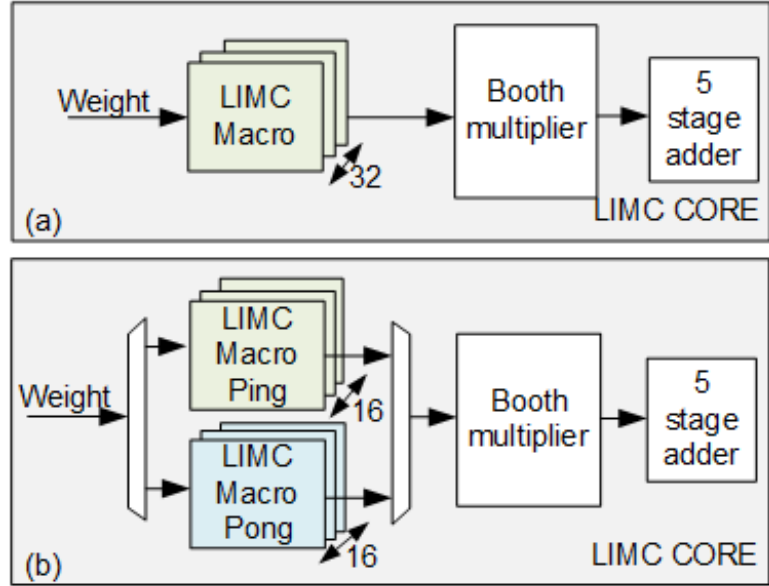 Weight
LIMC
Macro
32
Booth
multiplier
5
stage
adder
LIMC CORE
(a)
Weight
LIMC
Macro
Ping
16
LIMC
Macro
Pong
16
Booth
multiplier
5
stage
adder
LIMC CORE
(b)